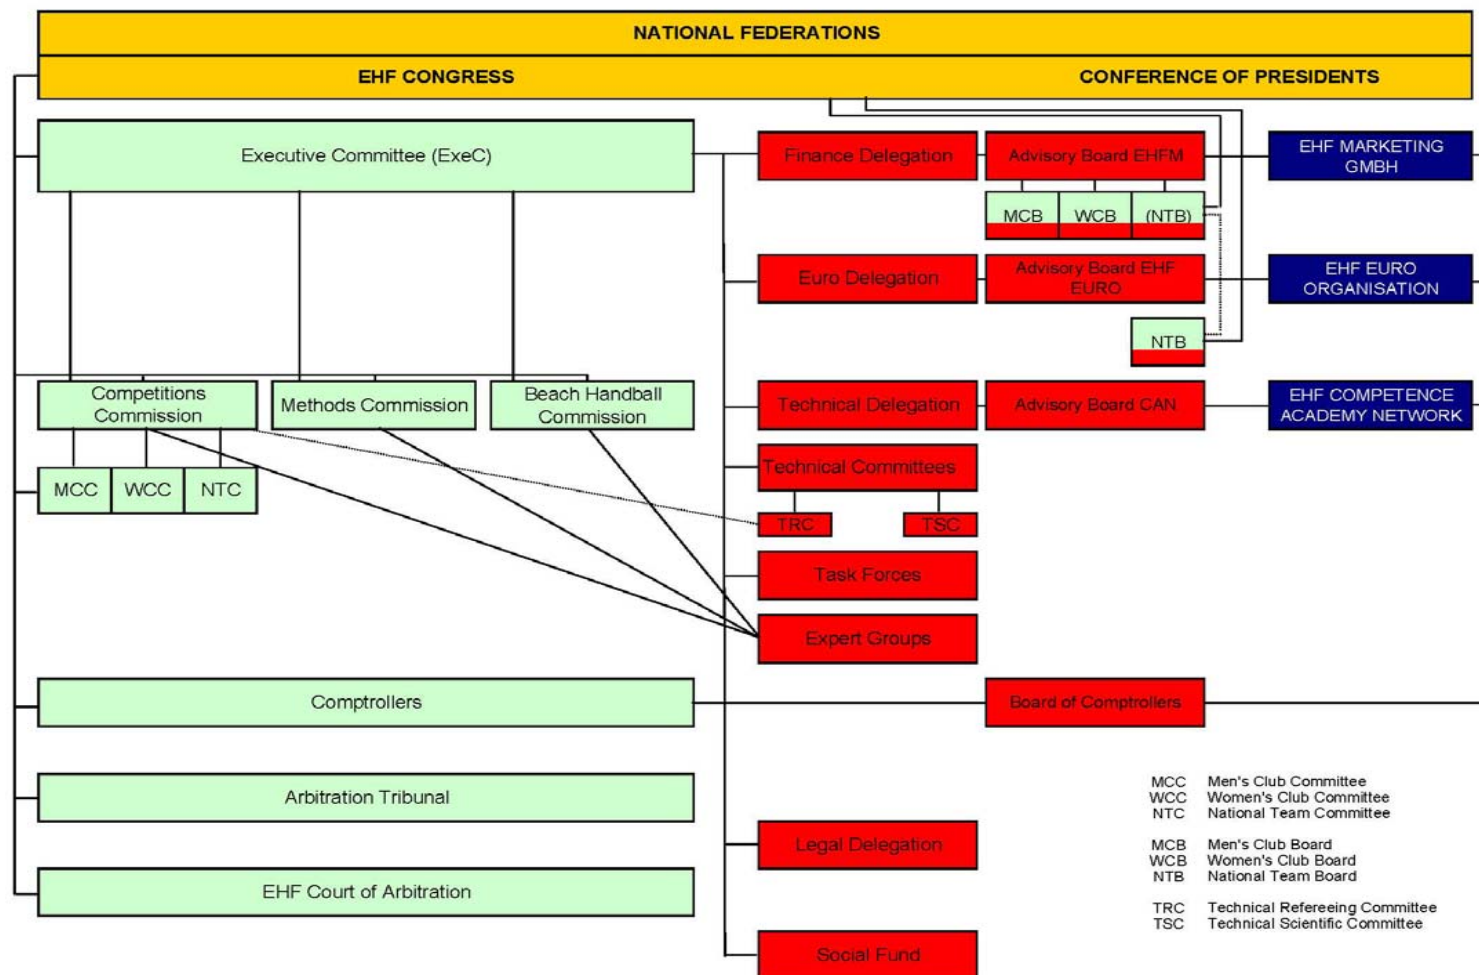 NATIONAL FEDERATIONS
EHF CONGRESS
CONFERENCE OF PRESIDENTS
Executive Committee (ExeC)
Finance Delegation
Advisory Board EHFM
EHF MARKETING
GMBH
MCB
WCB
(NTB)
Euro Delegation
Advisory Board EHF
EURO
EHF EURO
ORGANISATION
NTB
Competitions
Commission
Methods Commission
Beach Handball
Commission
Technical Delegation
Advisory Board CAN
EHF COMPETENCE
ACADEMY NETWORK
MCC
WCC
NTC
Technical Committees
TRC
TSC
Task Forces
Expert Groups
Comptrollers
Board of Comptrollers
Arbitration Tribunal
Legal Delegation
EHF Court of Arbitration
Social Fund
MCC Men's Club Committee
WCC Women's Club Committee
NTC National Team Committee
MCB Men's Club Board
WCB Women's Club Board
NTB National Team Board
TRC Technical Refereeing Committee
TSC Technical Scientific Committee